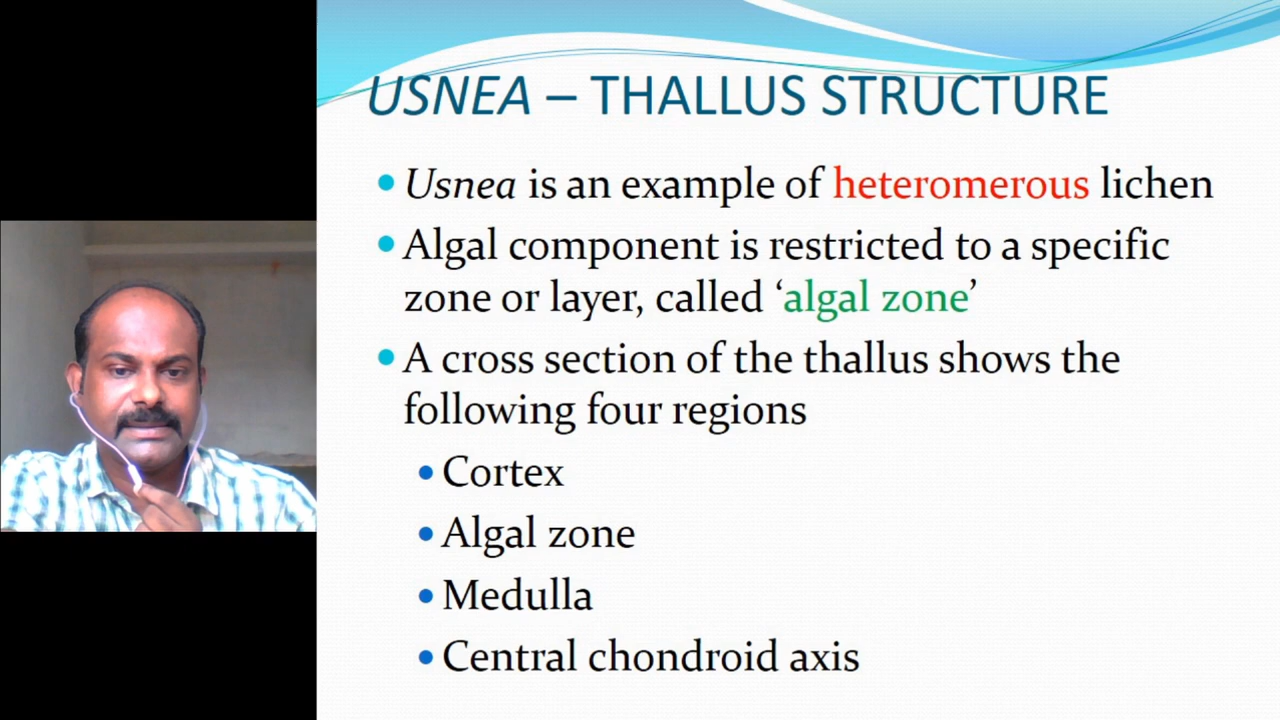 USNEA – THALLUS STRUCTURE
• Usnea is an example of heteromerous lichen
• Algal component is restricted to a specific
zone or layer, called ‘algal zone’
• A cross section of the thallus shows the
following four regions
• Cortex
• Algal zone
• Medulla
• Central chondroid axis